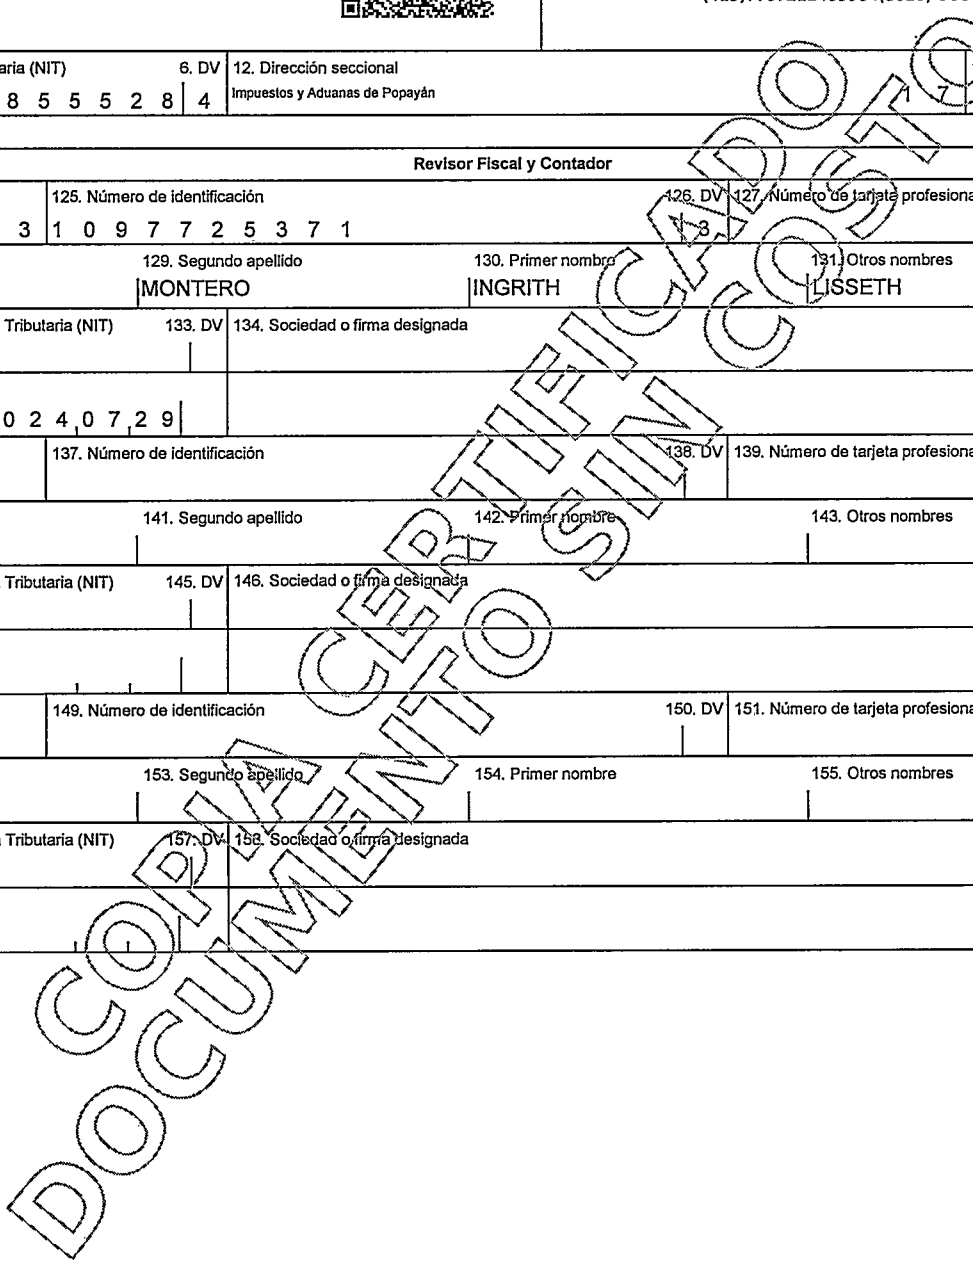 aria (NIT) 6. DV 12. Dirección seccional
8 5 5 5 2 8 4 Impuestos y Aduanas de Popayán 1 7
Revisor Fiscal y Contador
125. Número de identificación 126. DV 127. Número de tarjeta profesiona
3 1 0 9 7 7 2 5 3 7 1 3
129. Segundo apellido 130. Primer nombre 131. Otros nombres
MONTERO INGRITH LISSETH
Tributaria (NIT) 133. DV 134. Sociedad o firma designada
0 2 4 0 7 2 9
137. Número de identificación 138. DV 139. Número de tarjeta profesiona
141. Segundo apellido 142. Primer nombre 143. Otros nombres
Tributaria (NIT) 145. DV 146. Sociedad o firma designada
149. Número de identificación 150. DV 151. Número de tarjeta profesiona
153. Segundo apellido 154. Primer nombre 155. Otros nombres
Tributaria (NIT) 157. DV 158. Sociedad o firma designada
COPIA CERTIFICADO
DOCUMENTO SIN COSTO